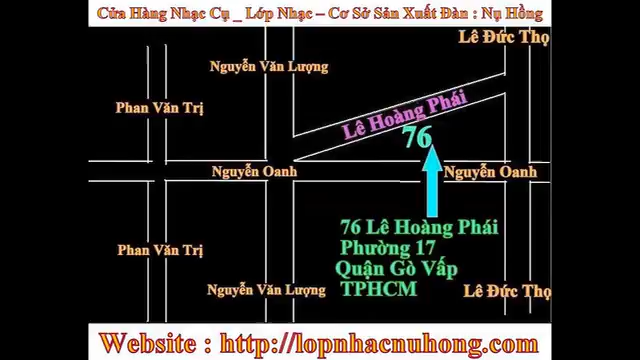 Cửa Hàng Nhạc Cụ _ Lớp Nhạc – Cơ Sở Sản Xuất Đàn : Nụ Hồng
Lê Đức Thọ
Nguyễn Văn Lượng
Phan Văn Trị
Lê Hoàng Phái
76
Nguyễn Oanh
Nguyễn Oanh
76 Lê Hoàng Phái
Phường 17
Phan Văn Trị
Quận Gò Vấp
Nguyễn Văn Lượng
TPHCM
Lê Đức Thọ
Website : http://lopnhacnuhong.com